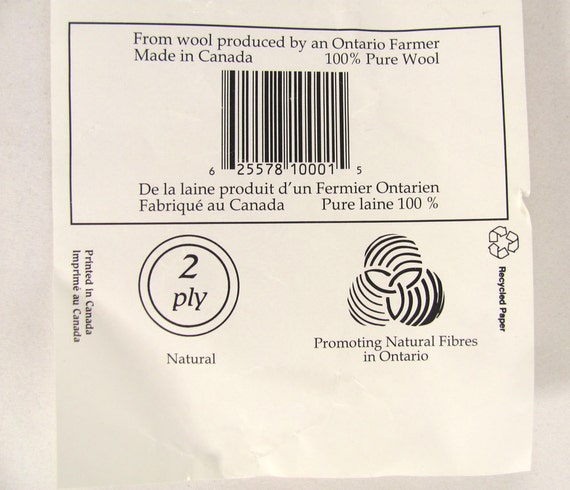 From wool produced by an Ontario Farmer
Made in Canada 100% Pure Wool
6 25578 10001 5
De la laine produit d'un Fermier Ontarien
Fabriqué au Canada Pure laine 100 %
Printed in Canada
Imprimé au Canada
2
ply
Natural
Promoting Natural Fibres
in Ontario
Recycled Paper